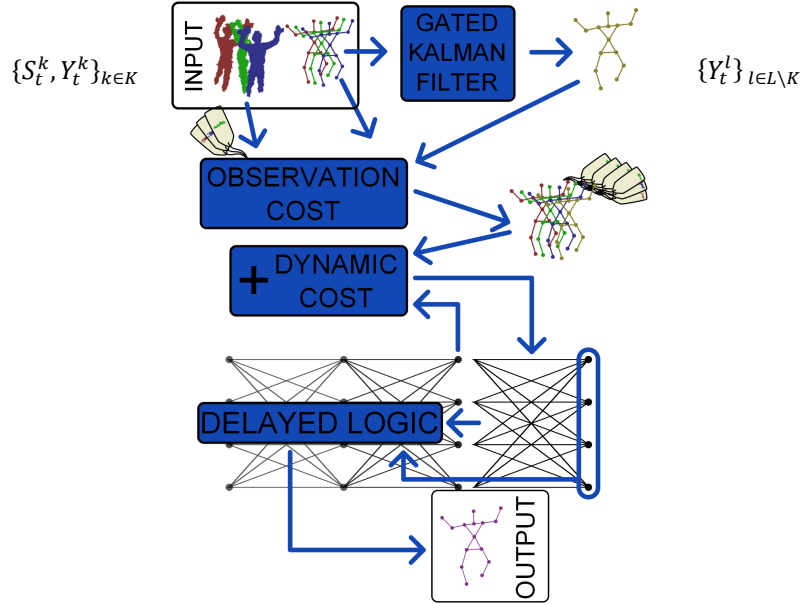 INPUT
GATED
KALMAN
FILTER
{S_t^k, Y_t^k}_{k∈K}
{Y_t^l}_{l∈L\K}
OBSERVATION
COST
+ DYNAMIC
COST
DELAYED LOGIC
OUTPUT